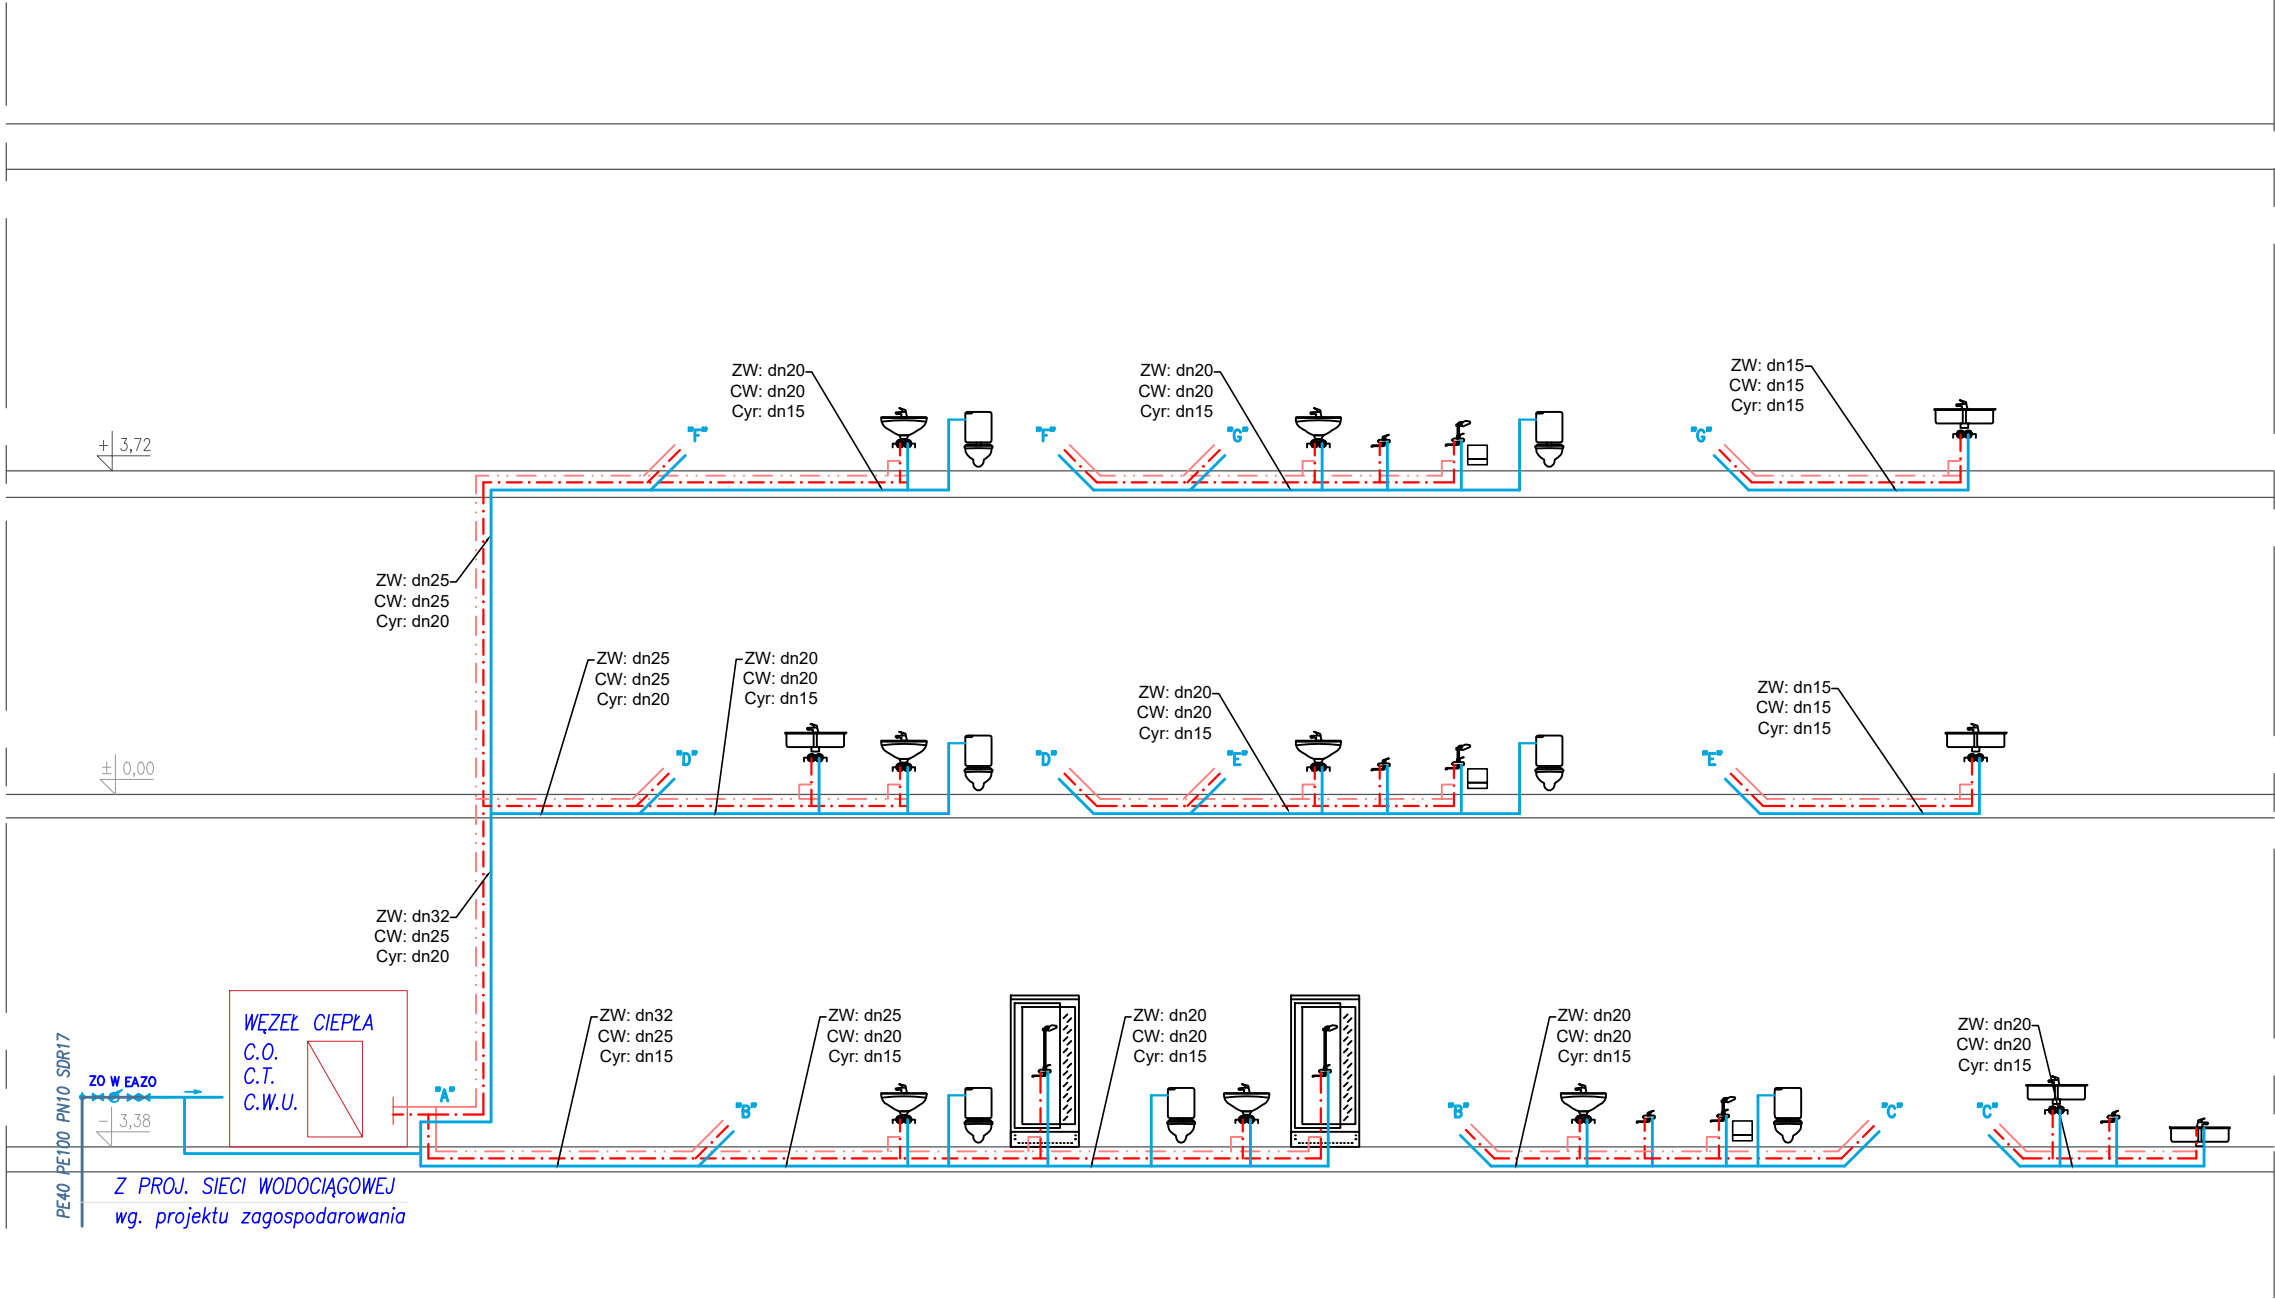 ZW: dn20
CW: dn20
Cyr: dn15
ZW: dn20
CW: dn20
Cyr: dn15
ZW: dn15
CW: dn15
Cyr: dn15
"F"
"F"
"G"
"G"
+ 3,72
ZW: dn25
CW: dn25
Cyr: dn20
ZW: dn25
CW: dn25
Cyr: dn20
ZW: dn20
CW: dn20
Cyr: dn15
ZW: dn20
CW: dn20
Cyr: dn15
ZW: dn15
CW: dn15
Cyr: dn15
"D"
"D"
"E"
"E"
± 0,00
ZW: dn32
CW: dn25
Cyr: dn20
ZW: dn32
CW: dn25
Cyr: dn15
ZW: dn25
CW: dn20
Cyr: dn15
ZW: dn20
CW: dn20
Cyr: dn15
ZW: dn20
CW: dn20
Cyr: dn15
ZW: dn20
CW: dn20
Cyr: dn15
WĘZEŁ CIEPŁA
C.O.
C.T.
C.W.U.
"A"
"B"
"B"
"C"
"C"
ZO W EAZO
- 3,38
PE40 PE100 PN10 SDR17
Z PROJ. SIECI WODOCIĄGOWEJ
wg. projektu zagospodarowania